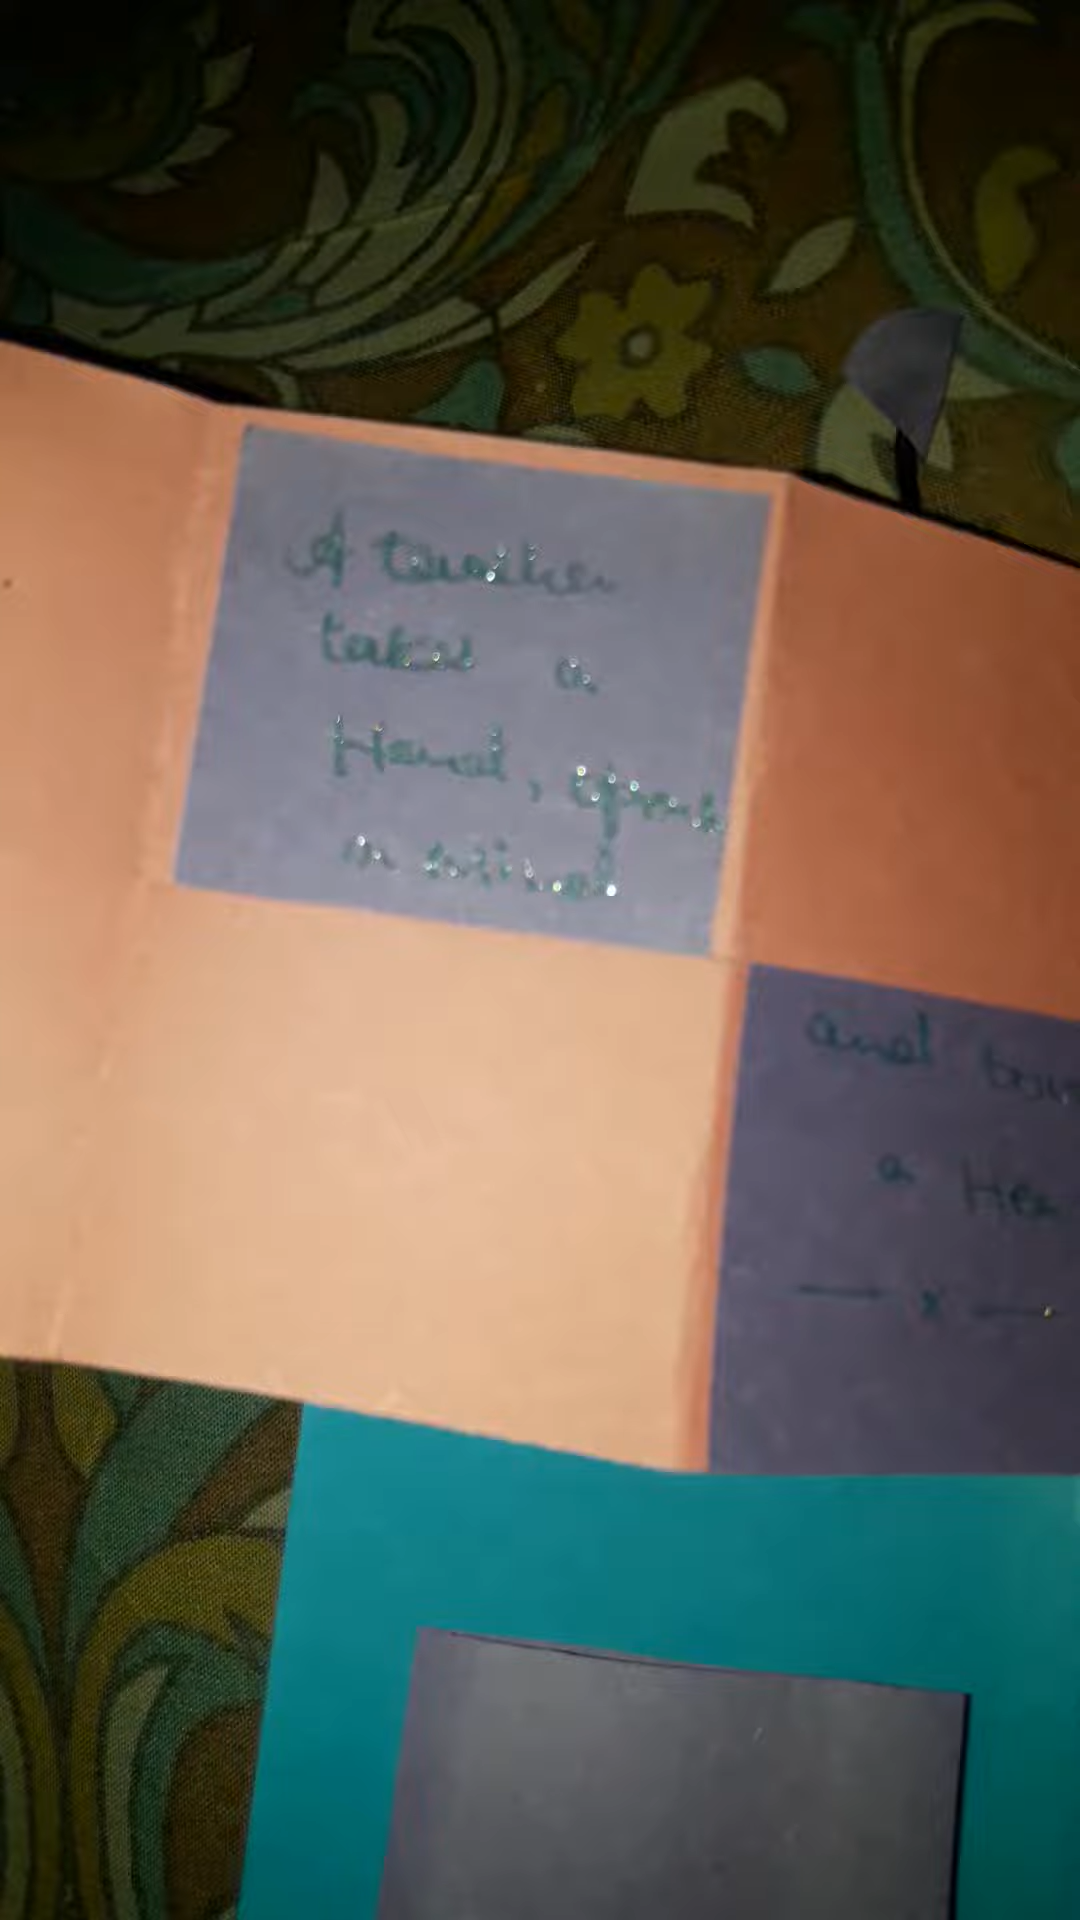 A teacher
takes a
Hand, opens
a mind
and tou
a Hea
— x —